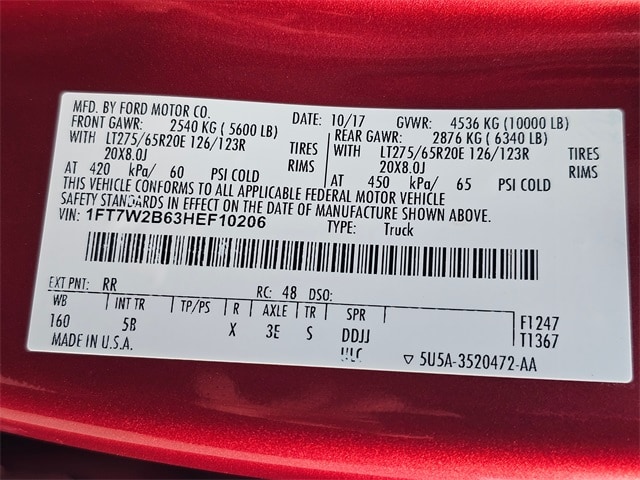 MFD. BY FORD MOTOR CO. DATE: 10/17 GVWR: 4536 KG (10000 LB)
FRONT GAWR: 2540 KG (5600 LB) REAR GAWR: 2876 KG (6340 LB)
WITH LT275/65R20E 126/123R TIRES WITH LT275/65R20E 126/123R TIRES
20X8.0J RIMS 20X8.0J RIMS
AT 420 kPa/ 60 PSI COLD AT 450 kPa/ 65 PSI COLD
THIS VEHICLE CONFORMS TO ALL APPLICABLE FEDERAL MOTOR VEHICLE
SAFETY STANDARDS IN EFFECT ON THE DATE OF MANUFACTURE SHOWN ABOVE.
VIN: 1FT7W2B63HEF10206 TYPE: Truck
EXT PNT: RR RC: 48 DSO:
WB INT TR TP/PS R AXLE TR SPR F1247
160 5B X 3E S DDJJ T1367
MADE IN U.S.A. ULC ▽ 5U5A-3520472-AA